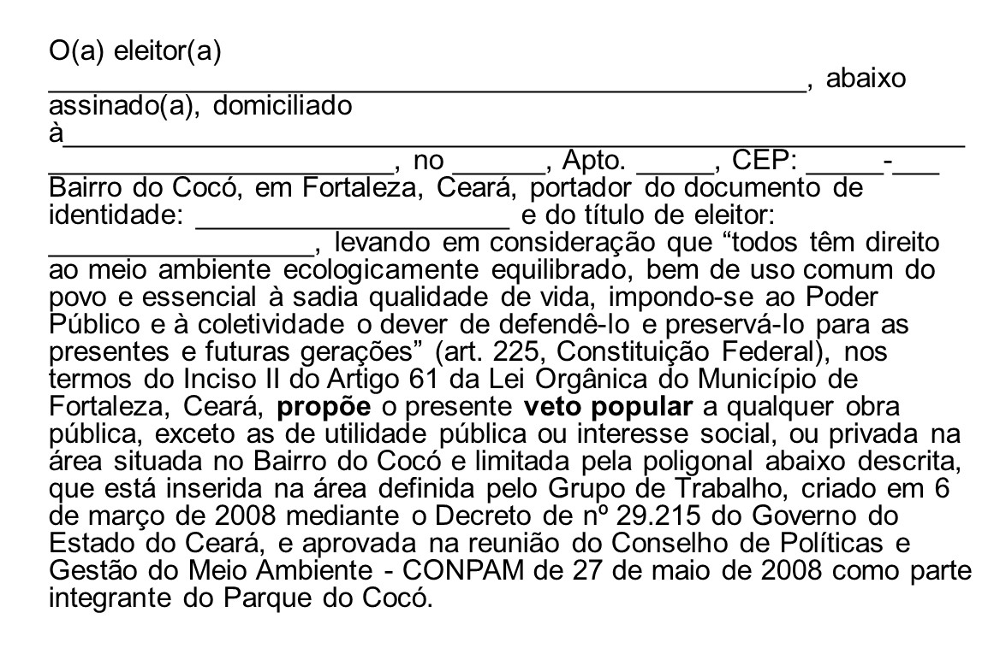 O(a) eleitor(a)
__________________________________________________, abaixo
assinado(a), domiciliado
à____________________________________________________________
_______________________, no ______, Apto. _____, CEP: _____-___
Bairro do Cocó, em Fortaleza, Ceará, portador do documento de
identidade: _____________________ e do título de eleitor:
__________________, levando em consideração que “todos têm direito
ao meio ambiente ecologicamente equilibrado, bem de uso comum do
povo e essencial à sadia qualidade de vida, impondo-se ao Poder
Público e à coletividade o dever de defendê-lo e preservá-lo para as
presentes e futuras gerações” (art. 225, Constituição Federal), nos
termos do Inciso II do Artigo 61 da Lei Orgânica do Município de
Fortaleza, Ceará, propõe o presente veto popular a qualquer obra
pública, exceto as de utilidade pública ou interesse social, ou privada na
área situada no Bairro do Cocó e limitada pela poligonal abaixo descrita,
que está inserida na área definida pelo Grupo de Trabalho, criado em 6
de março de 2008 mediante o Decreto de nº 29.215 do Governo do
Estado do Ceará, e aprovada na reunião do Conselho de Políticas e
Gestão do Meio Ambiente - CONPAM de 27 de maio de 2008 como parte
integrante do Parque do Cocó.